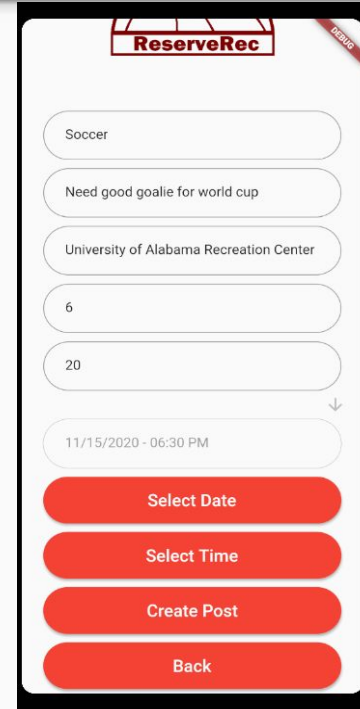 ReserveRec
DEBUG
Soccer
Need good goalie for world cup
University of Alabama Recreation Center
6
20
11/15/2020 - 06:30 PM
Select Date
Select Time
Create Post
Back